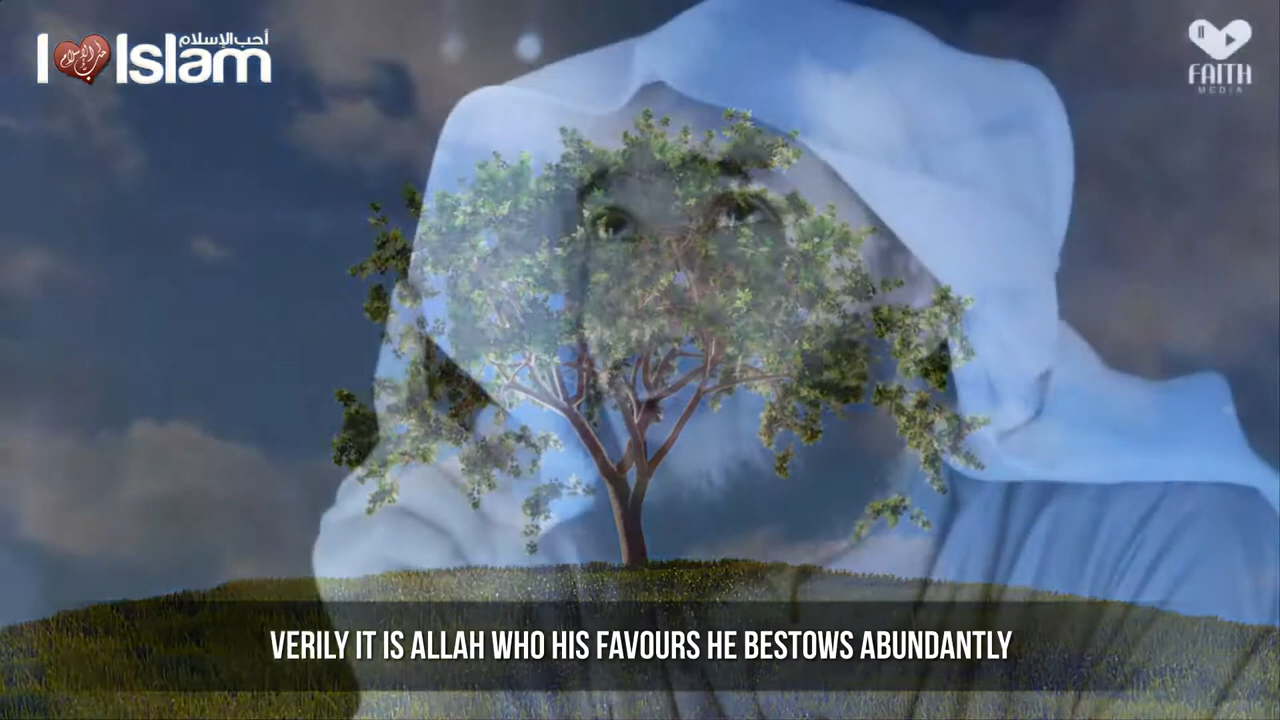 I Islam
أحب الإسلام
FAITH
MEDIA
VERILY IT IS ALLAH WHO HIS FAVOURS HE BESTOWS ABUNDANTLY